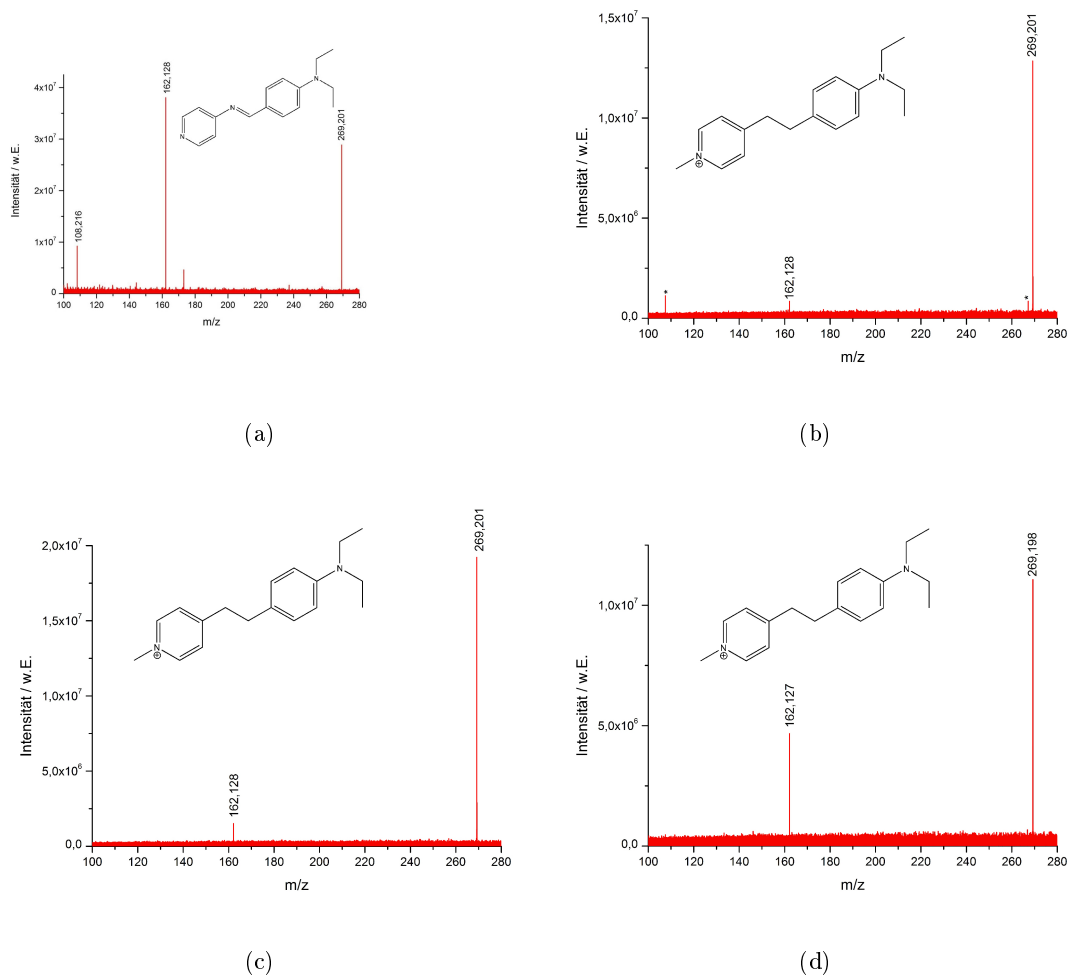 4x10⁷
3x10⁷
2x10⁷
1x10⁷
0
Intensität / w.E.
108,216
162,128
269,201
N
N
N
100 120 140 160 180 200 220 240 260 280
m/z
(a)
1,5x10⁷
1,0x10⁷
5,0x10⁶
0,0
Intensität / w.E.
*
162,128
*
269,201
N
N
⊕
100 120 140 160 180 200 220 240 260 280
m/z
(b)
2,0x10⁷
1,5x10⁷
1,0x10⁷
5,0x10⁶
0,0
Intensität / w.E.
162,128
269,201
N
N
⊕
100 120 140 160 180 200 220 240 260 280
m/z
(c)
1,0x10⁷
5,0x10⁶
0,0
Intensität / w.E.
162,127
269,198
N
N
⊕
100 120 140 160 180 200 220 240 260 280
m/z
(d)